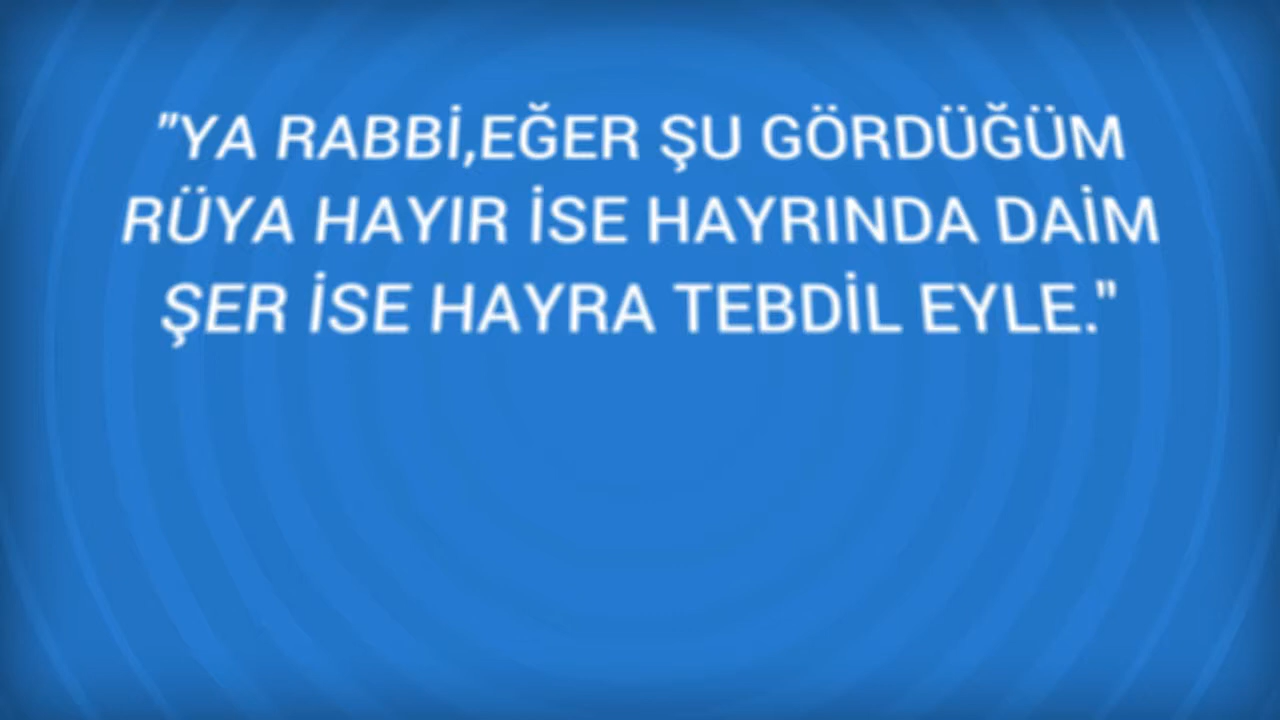 "YA RABBİ,EĞER ŞU GÖRDÜĞÜM
RÜYA HAYIR İSE HAYRINDA DAİM
ŞER İSE HAYRA TEBDİL EYLE."